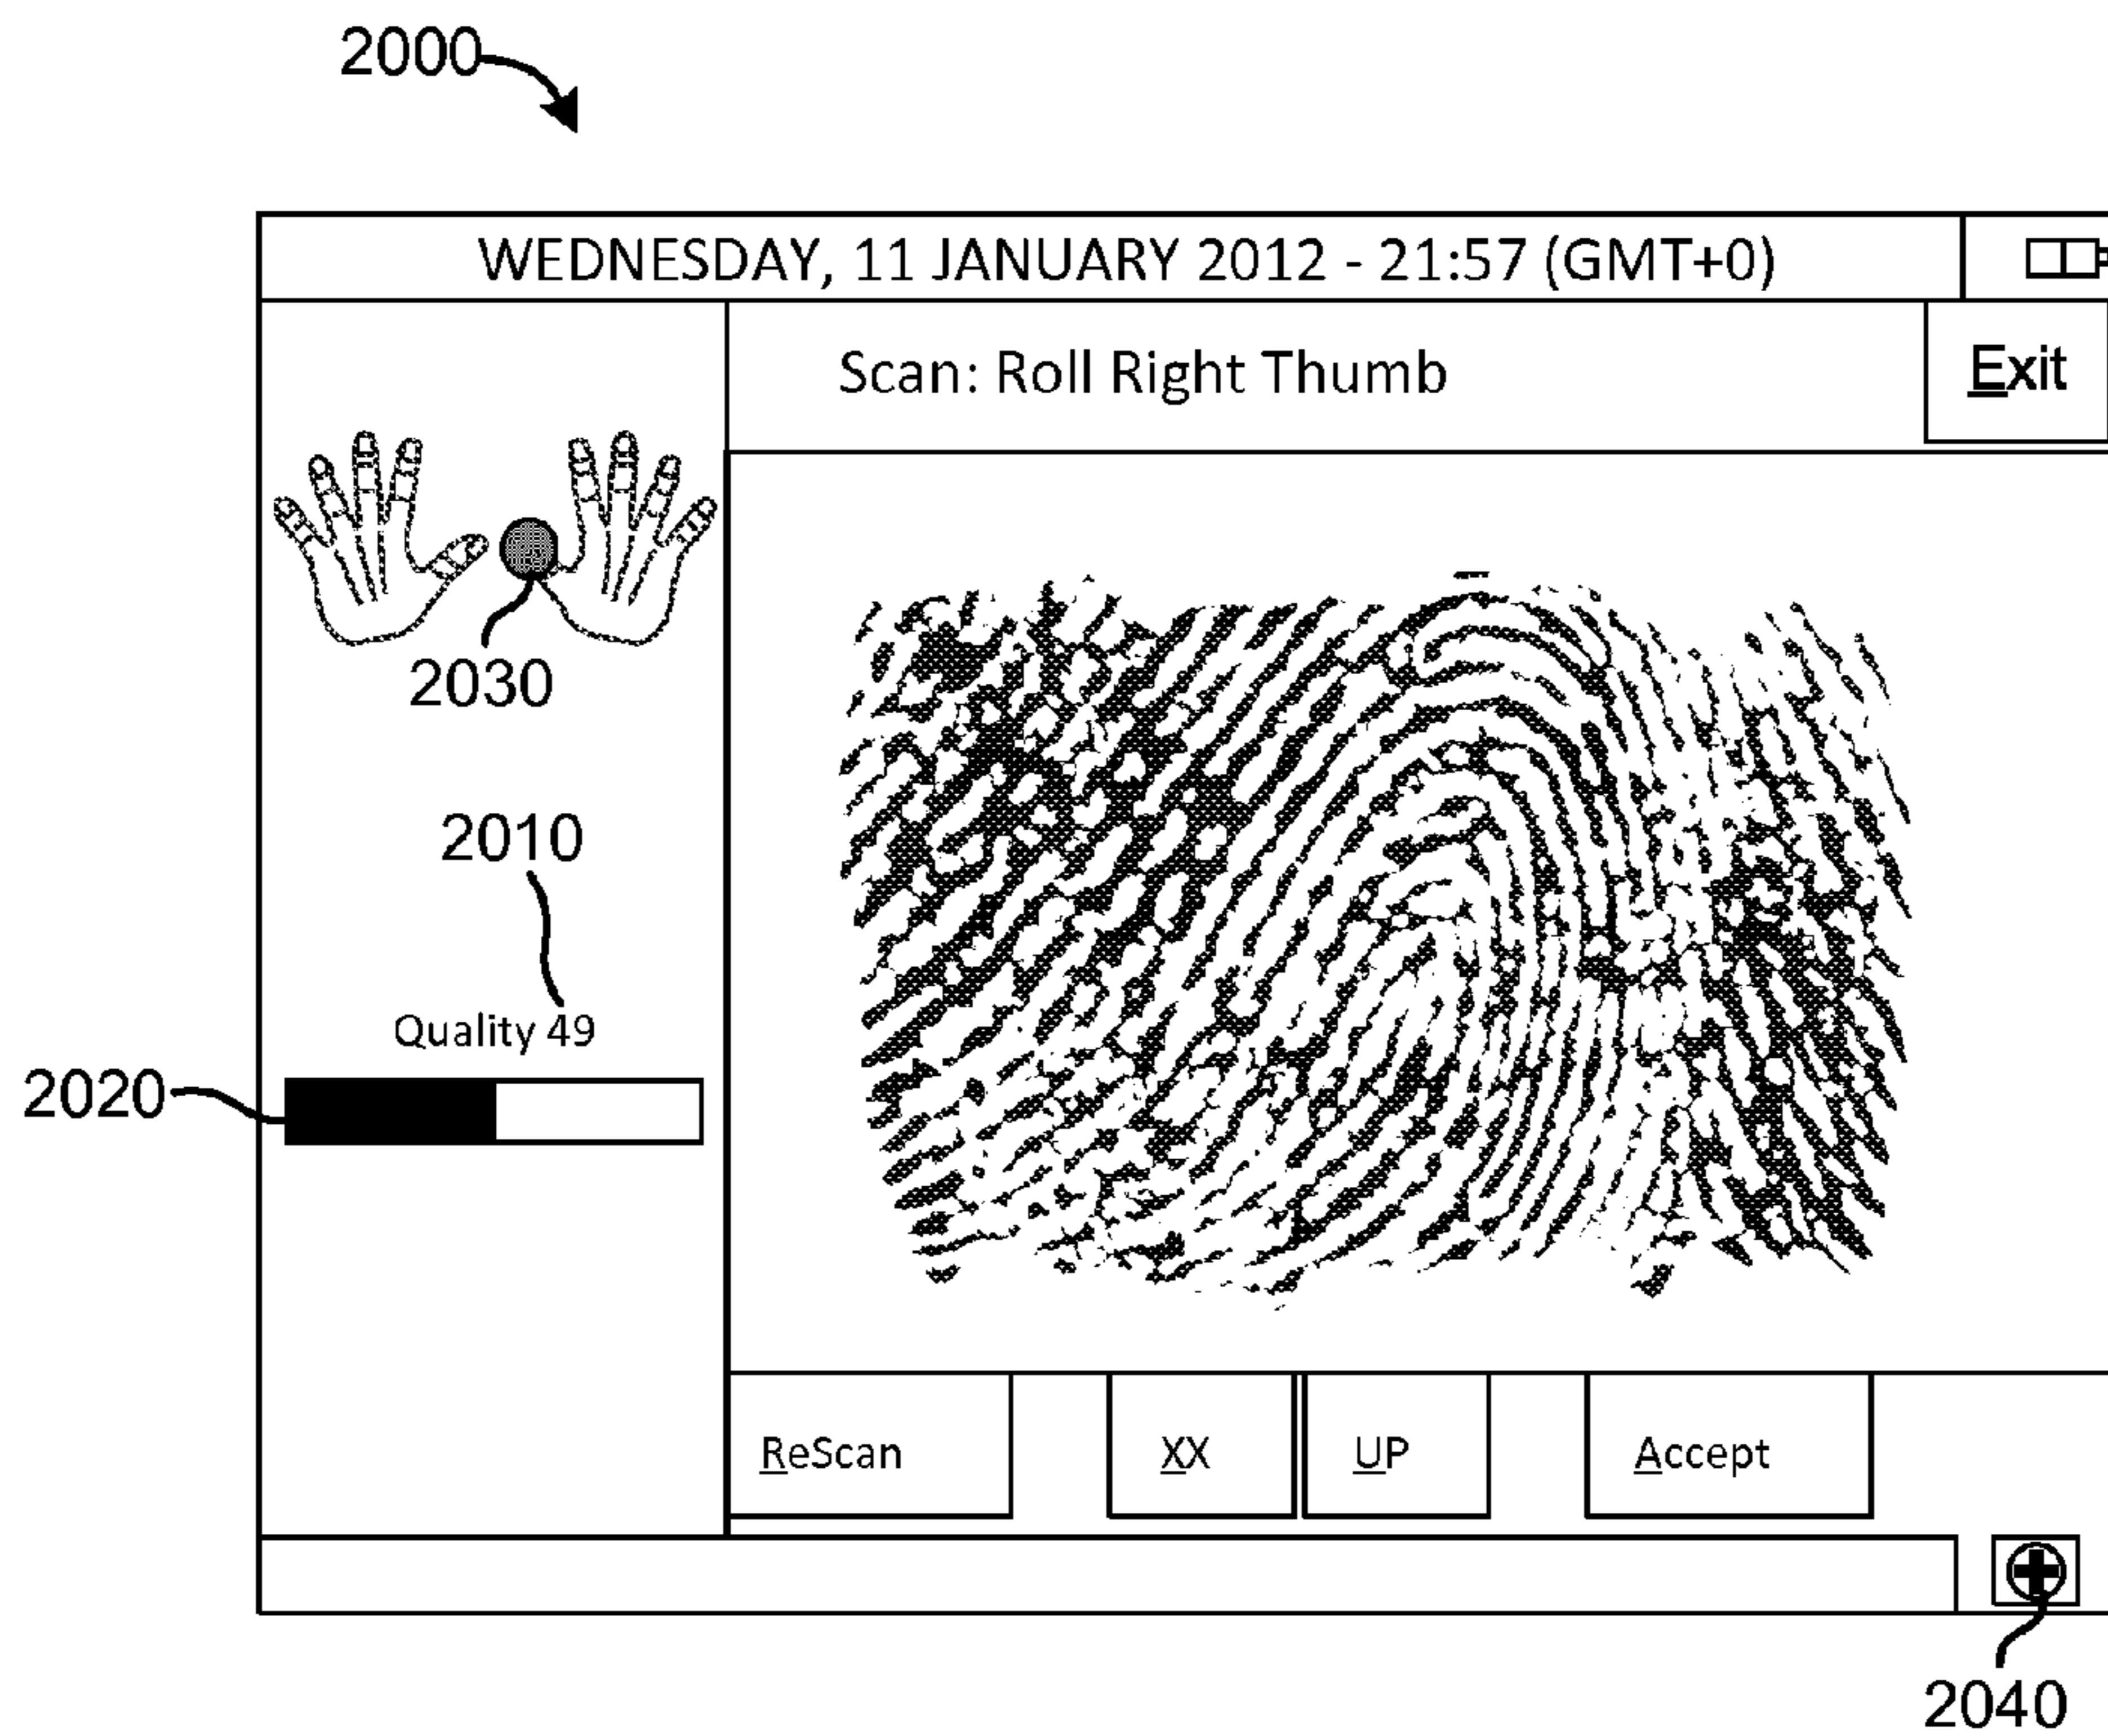 2000
WEDNESDAY, 11 JANUARY 2012 - 21:57 (GMT+0)
Scan: Roll Right Thumb
Exit
2030
2010
Quality 49
2020
ReScan
XX
UP
Accept
2040